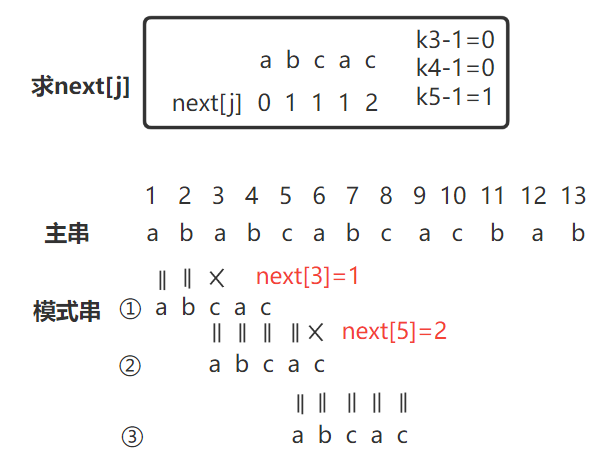 k3-1=0
a b c a c
k4-1=0
求next[j]
k5-1=1
next[j] 0 1 1 1 2
1 2 3 4 5 6 7 8 9 10 11 12 13
主串 a b a b c a b c a c b a b
|| || × next[3]=1
模式串 ① a b c a c
|| || || || × next[5]=2
② a b c a c
|| || || || ||
③ a b c a c